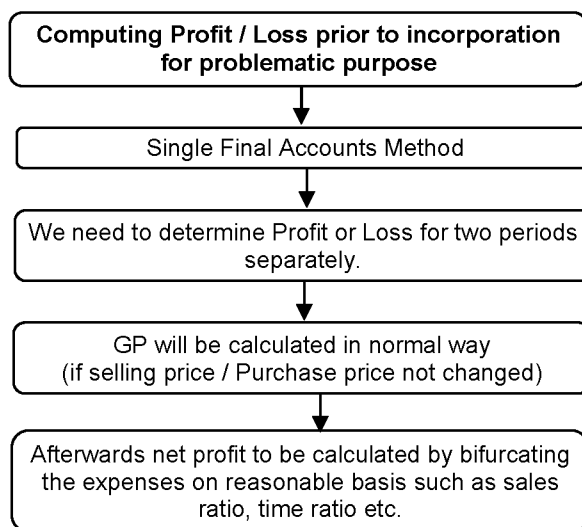 Computing Profit / Loss prior to incorporation
for problematic purpose
Single Final Accounts Method
We need to determine Profit or Loss for two periods
separately.
GP will be calculated in normal way
(if selling price / Purchase price not changed)
Afterwards net profit to be calculated by bifurcating
the expenses on reasonable basis such as sales
ratio, time ratio etc.